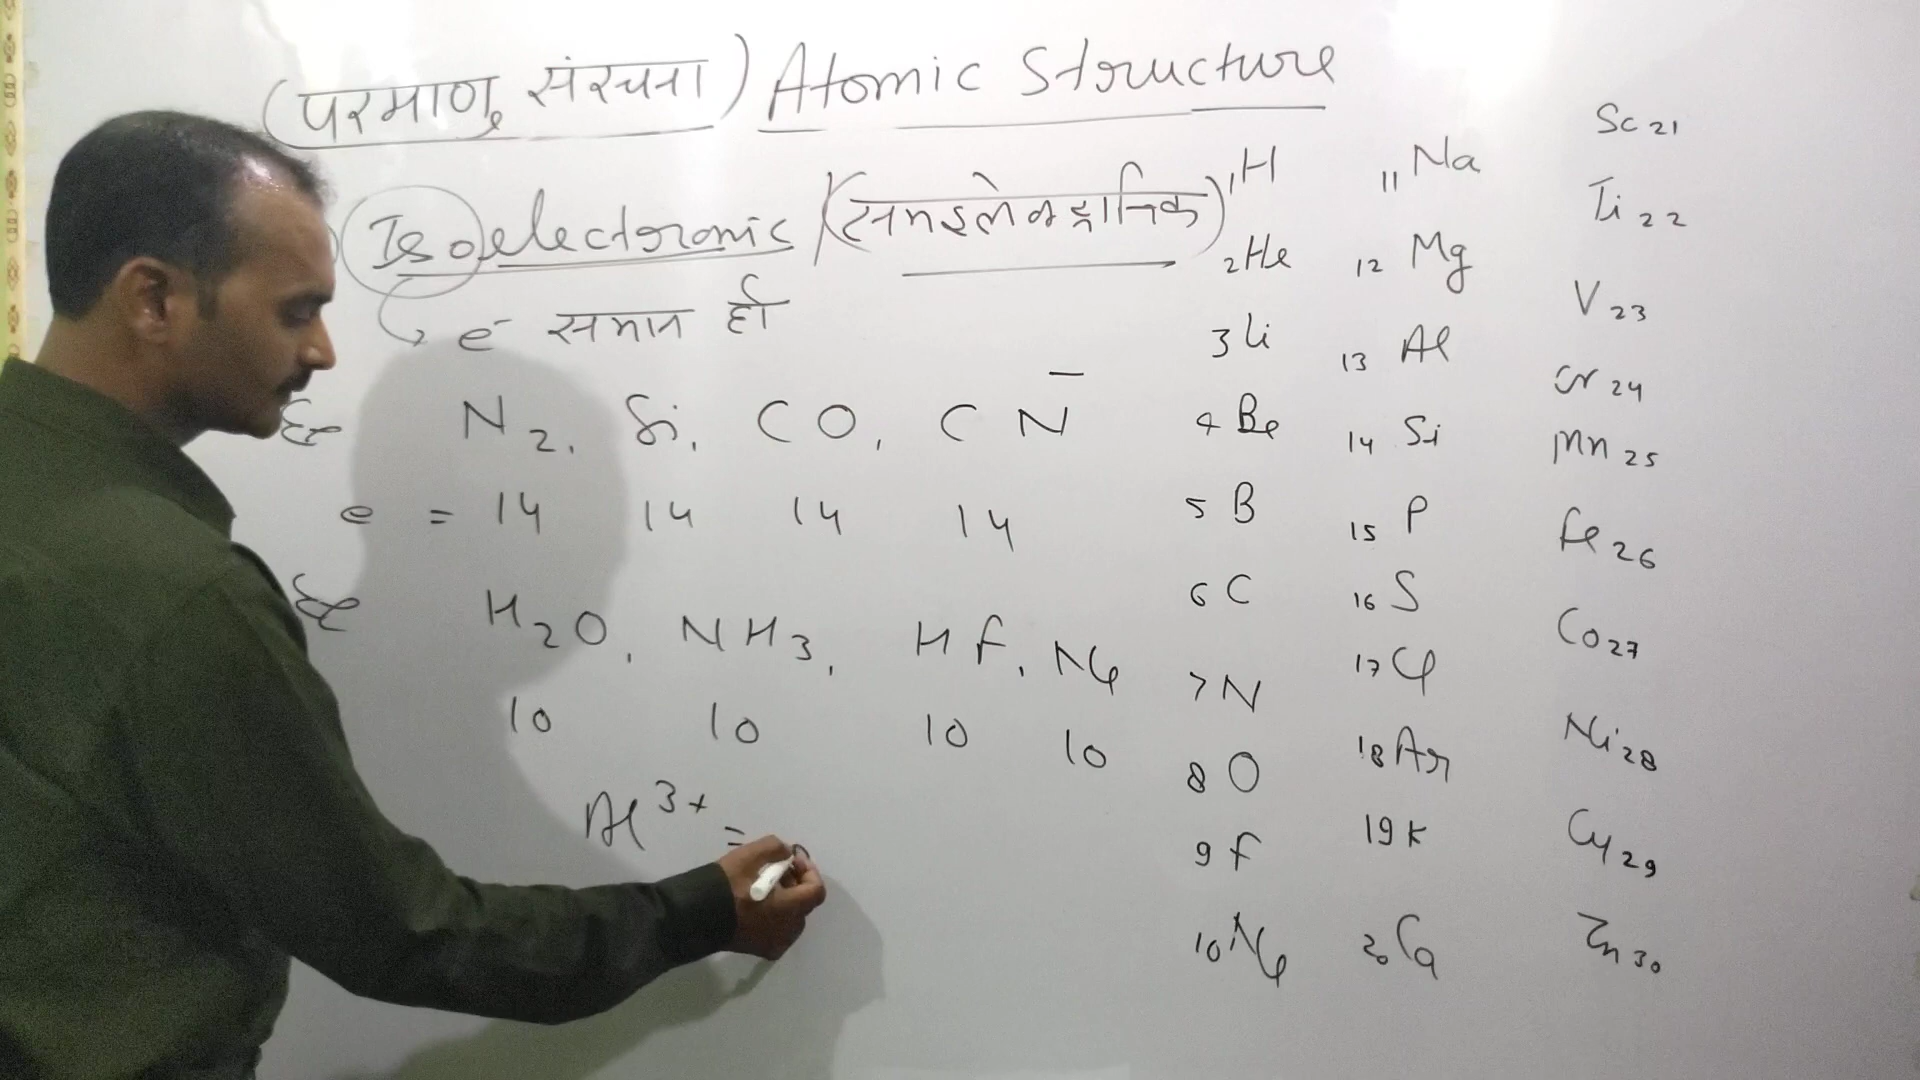 (परमाणु संरचना) Atomic Structure
Isoelectronic / (समइलेक्ट्रानिक)
e⁻ समान हो
Ex N₂, Si, CO, CN⁻
e = 14 14 14 14
Ex H₂O, NH₃, HF, Ne
10 10 10 10
Al³⁺ =
₁H
₂He
₃Li
₄Be
₅B
₆C
₇N
₈O
₉F
₁₀Ne
₁₁Na
₁₂Mg
₁₃Al
₁₄Si
₁₅P
₁₆S
₁₇Cl
₁₈Ar
19K
₂₀Ca
Sc₂₁
Ti₂₂
V₂₃
Cr₂₄
Mn₂₅
Fe₂₆
Co₂₇
Ni₂₈
Cu₂₉
Zn₃₀